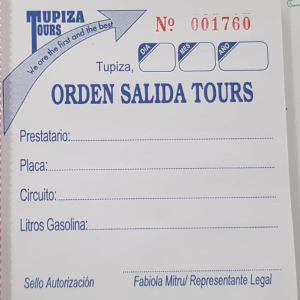 TUPIZA
TOURS
We are the first and the best
Nº 001760
DIA MES AÑO
Tupiza,
ORDEN SALIDA TOURS
Prestatario:
Placa:
Circuito:
Litros Gasolina:
Sello Autorización
Fabiola Mitru/ Representante Legal